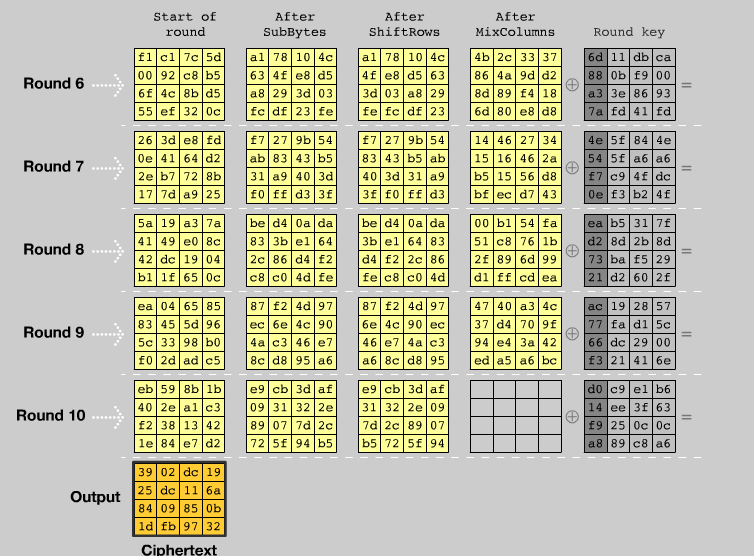 Start of After After After
round SubBytes ShiftRows MixColumns Round key
f1 c1 7c 5d a1 78 10 4c a1 78 10 4c 4b 2c 33 37 6d 11 db ca
Round 6 00 92 c8 b5 63 4f e8 d5 4f e8 d5 63 86 4a 9d d2 ⊕ 88 0b f9 00 =
6f 4c 8b d5 a8 29 3d 03 3d 03 a8 29 8d 89 f4 18 a3 3e 86 93
55 ef 32 0c fc df 23 fe fe fc df 23 6d 80 e8 d8 7a fd 41 fd
26 3d e8 fd f7 27 9b 54 f7 27 9b 54 14 46 27 34 4e 5f 84 4e
Round 7 0e 41 64 d2 ab 83 43 b5 83 43 b5 ab 15 16 46 2a ⊕ 54 5f a6 a6 =
2e b7 72 8b 31 a9 40 3d 40 3d 31 a9 b5 15 56 d8 f7 c9 4f dc
17 7d a9 25 f0 ff d3 3f 3f f0 ff d3 bf ec d7 43 0e f3 b2 4f
5a 19 a3 7a be d4 0a da be d4 0a da 00 b1 54 fa ea b5 31 7f
Round 8 41 49 e0 8c 83 3b e1 64 3b e1 64 83 51 c8 76 1b ⊕ d2 8d 2b 8d =
42 dc 19 04 2c 86 d4 f2 d4 f2 2c 86 2f 89 6d 99 73 ba f5 29
b1 1f 65 0c c8 c0 4d fe fe c8 c0 4d d1 ff cd ea 21 d2 60 2f
ea 04 65 85 87 f2 4d 97 87 f2 4d 97 47 40 a3 4c ac 19 28 57
Round 9 83 45 5d 96 ec 6e 4c 90 6e 4c 90 ec 37 d4 70 9f ⊕ 77 fa d1 5c =
5c 33 98 b0 4a c3 46 e7 46 e7 4a c3 94 e4 3a 42 66 dc 29 00
f0 2d ad c5 8c d8 95 a6 a6 8c d8 95 ed a5 a6 bc f3 21 41 6e
eb 59 8b 1b e9 cb 3d af e9 cb 3d af d0 c9 e1 b6
Round 10 40 2e a1 c3 09 31 32 2e 31 32 2e 09 ⊕ 14 ee 3f 63 =
f2 38 13 42 89 07 7d 2c 7d 2c 89 07 f9 25 0c 0c
1e 84 e7 d2 72 5f 94 b5 b5 72 5f 94 a8 89 c8 a6
39 02 dc 19
Output 25 dc 11 6a
84 09 85 0b
1d fb 97 32
Ciphertext